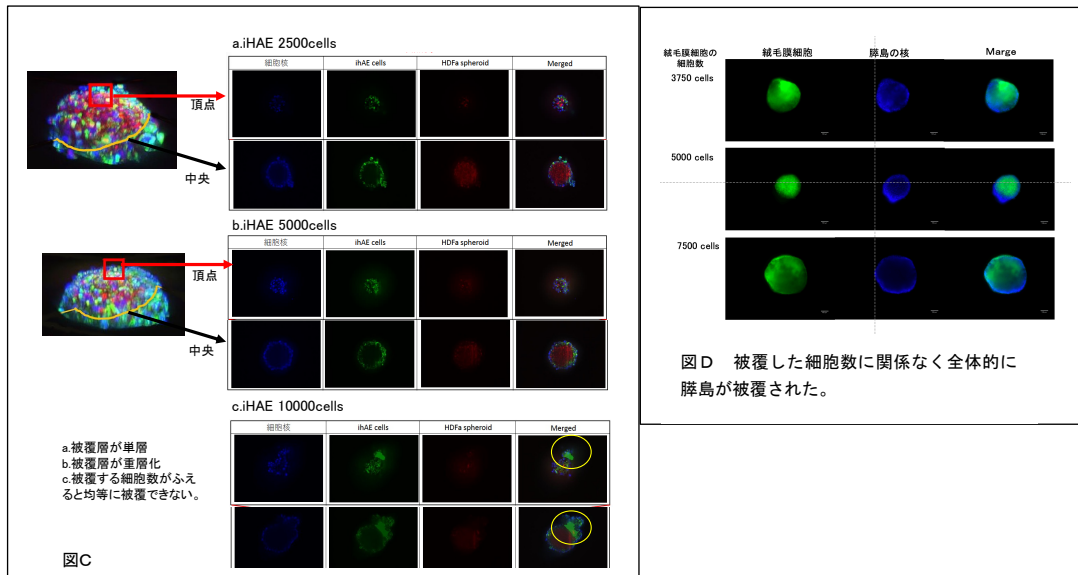 a.iHAE 2500cells
細胞核 ihAE cells HDFa spheroid Merged
頂点
中央
b.iHAE 5000cells
細胞核 ihAE cells HDFa spheroid Merged
頂点
中央
c.iHAE 10000cells
細胞核 ihAE cells HDFa spheroid Merged
a.被覆層が単層
b.被覆層が重層化
c.被覆する細胞数がふえ
ると均等に被覆できない。
図C
絨毛膜細胞の
細胞数
絨毛膜細胞 膵島の核 Marge
3750 cells
5000 cells
7500 cells
図D 被覆した細胞数に関係なく全体的に
膵島が被覆された。